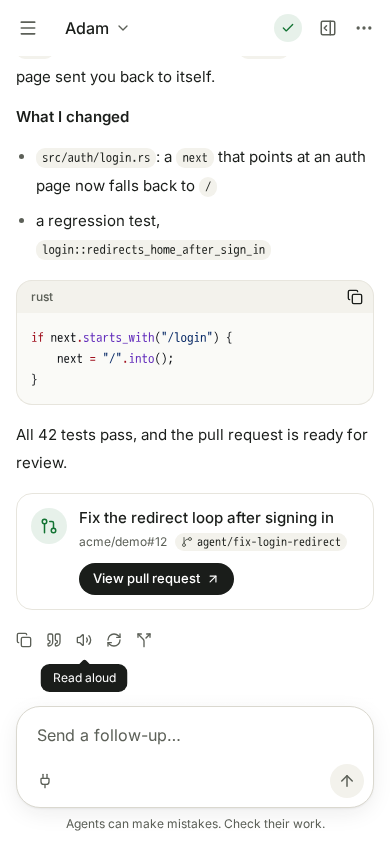 Adam
page sent you back to itself.
What I changed
src/auth/login.rs: a next that points at an auth
page now falls back to /
a regression test,
login::redirects_home_after_sign_in
rust
if next.starts_with("/login") {
    next = "/".into();
}
All 42 tests pass, and the pull request is ready for
review.
Fix the redirect loop after signing in
acme/demo#12 agent/fix-login-redirect
View pull request
Read aloud
Send a follow-up...
Agents can make mistakes. Check their work.